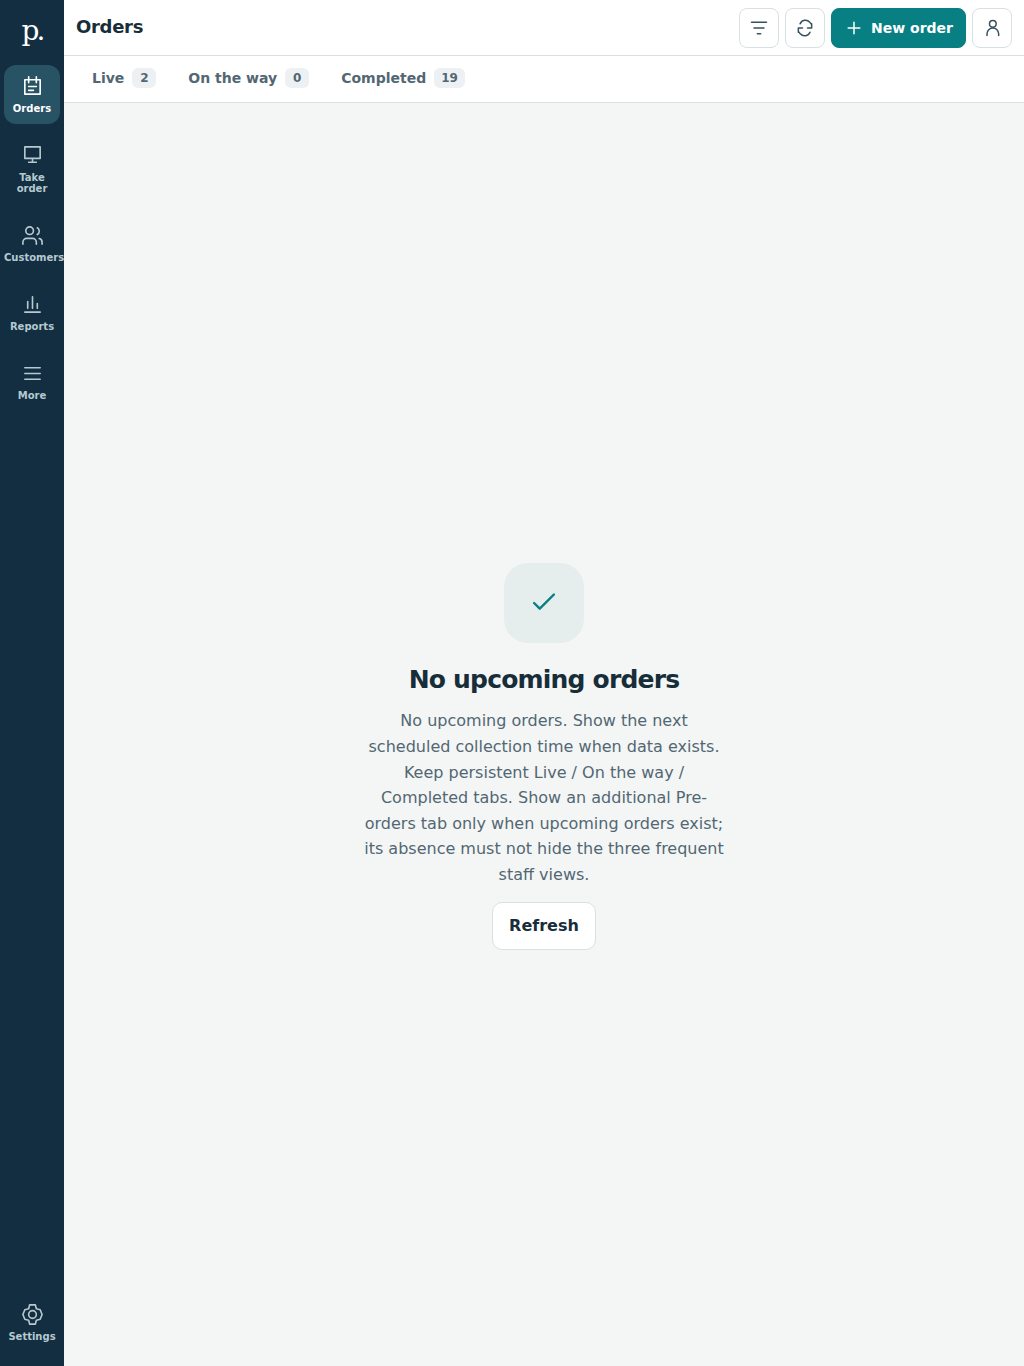 p.
Orders
New order
Live 2 On the way 0 Completed 19
Orders
Take
order
Customers
Reports
More
No upcoming orders
No upcoming orders. Show the next
scheduled collection time when data exists.
Keep persistent Live / On the way /
Completed tabs. Show an additional Pre-
orders tab only when upcoming orders exist;
its absence must not hide the three frequent
staff views.
Refresh
Settings